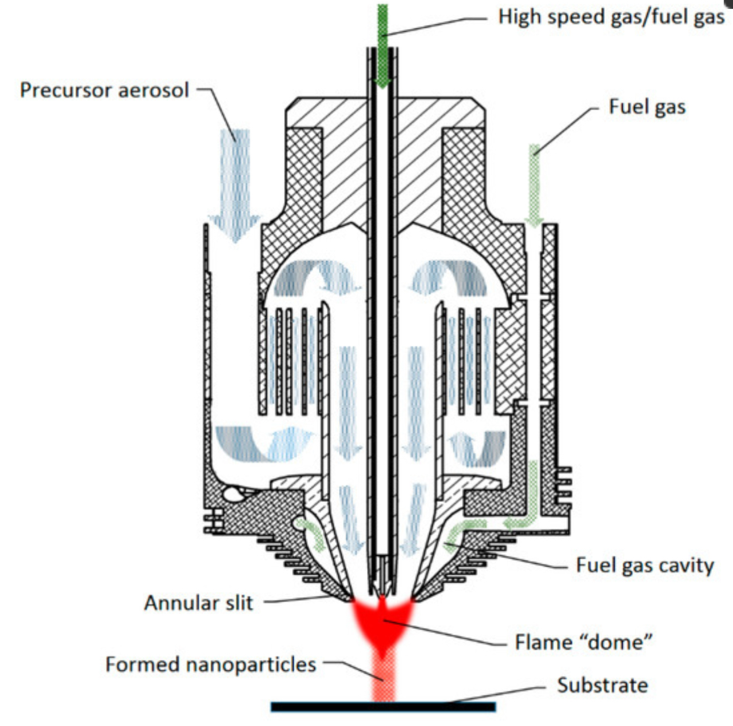 High speed gas/fuel gas
Precursor aerosol
Fuel gas
Fuel gas cavity
Annular slit
Flame “dome”
Formed nanoparticles
Substrate